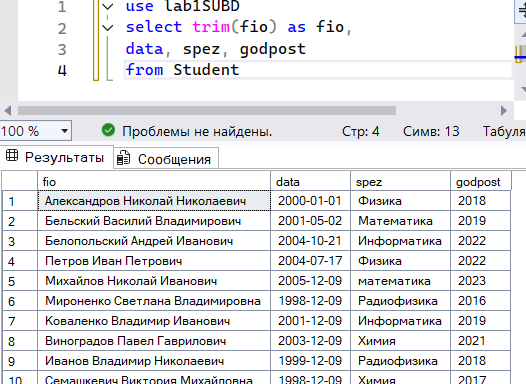 1 use lab1SUBD
2 select trim(fio) as fio,
3 data, spez, godpost
4 from Student
100 % Проблемы не найдены. Стр: 4 Симв: 13 Табуля
Результаты Сообщения
fio data spez godpost
1 Александров Николай Николаевич 2000-01-01 Физика 2018
2 Бельский Василий Владимирович 2001-05-02 Математика 2019
3 Белопольский Андрей Иванович 2004-10-21 Информатика 2022
4 Петров Иван Петрович 2004-07-17 Физика 2022
5 Михайлов Николай Иванович 2005-12-09 математика 2023
6 Мироненко Светлана Владимировна 1998-12-09 Радиофизика 2016
7 Коваленко Владимир Иванович 2001-12-09 Информатика 2019
8 Виноградов Павел Гаврилович 2003-12-09 Химия 2021
9 Иванов Владимир Николаевич 1999-12-09 Радиофизика 2018
10 Семашкевич Виктория Михайловна 1998-12-09 Химия 2017